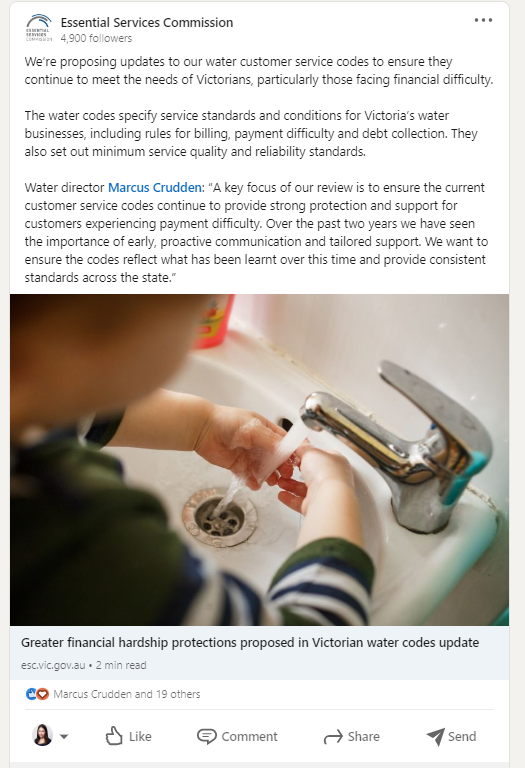 Essential Services Commission
4,900 followers
ESSENTIAL
SERVICES
COMMISSION
We're proposing updates to our water customer service codes to ensure they
continue to meet the needs of Victorians, particularly those facing financial difficulty.
The water codes specify service standards and conditions for Victoria's water
businesses, including rules for billing, payment difficulty and debt collection. They
also set out minimum service quality and reliability standards.
Water director Marcus Crudden: "A key focus of our review is to ensure the current
customer service codes continue to provide strong protection and support for
customers experiencing payment difficulty. Over the past two years we have seen
the importance of early, proactive communication and tailored support. We want to
ensure the codes reflect what has been learnt over this time and provide consistent
standards across the state."
Greater financial hardship protections proposed in Victorian water codes update
esc.vic.gov.au • 2 min read
Marcus Crudden and 19 others
Like Comment Share Send